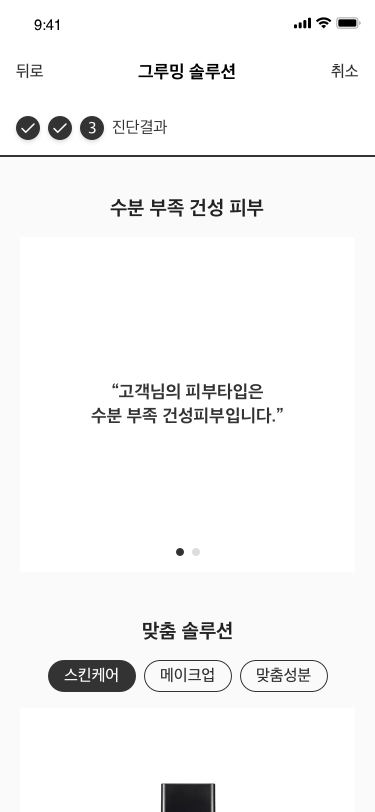 9:41
뒤로
그루밍 솔루션
취소
3 진단결과
수분 부족 건성 피부
“고객님의 피부타입은
수분 부족 건성피부입니다.”
맞춤 솔루션
스킨케어
메이크업
맞춤성분